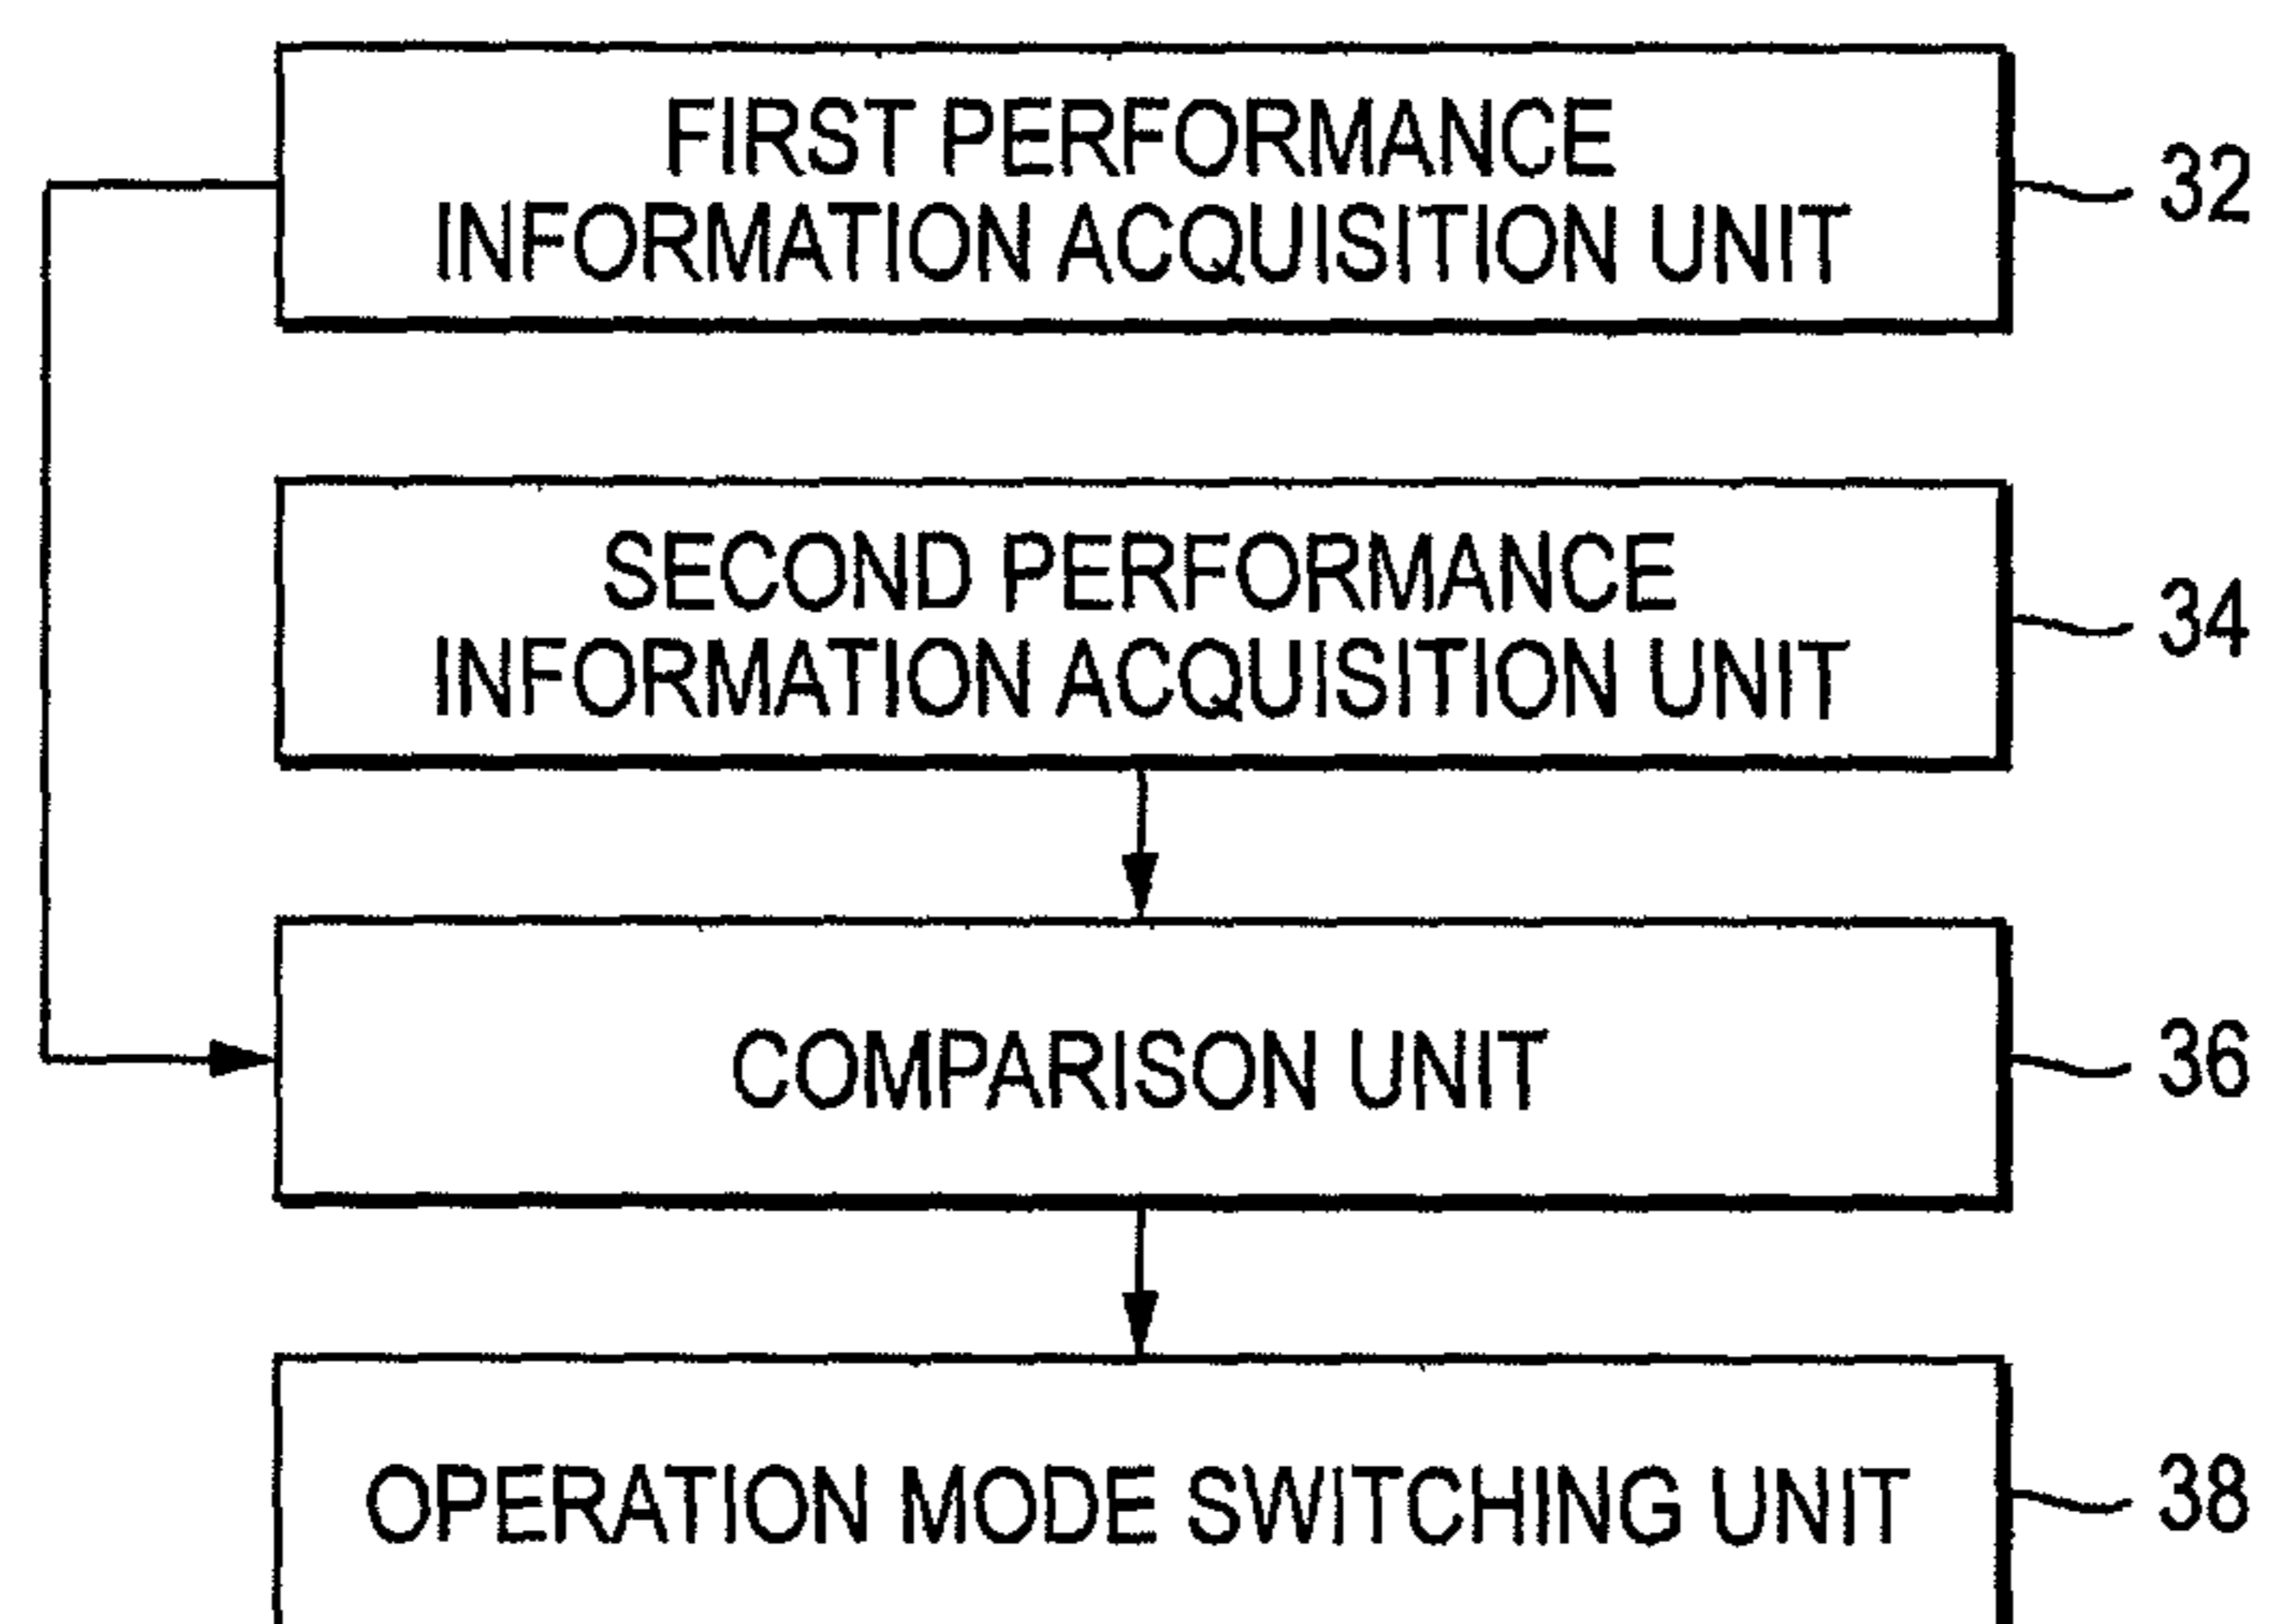 FIRST PERFORMANCE
INFORMATION ACQUISITION UNIT
32
SECOND PERFORMANCE
INFORMATION ACQUISITION UNIT
34
COMPARISON UNIT
36
OPERATION MODE SWITCHING UNIT
38